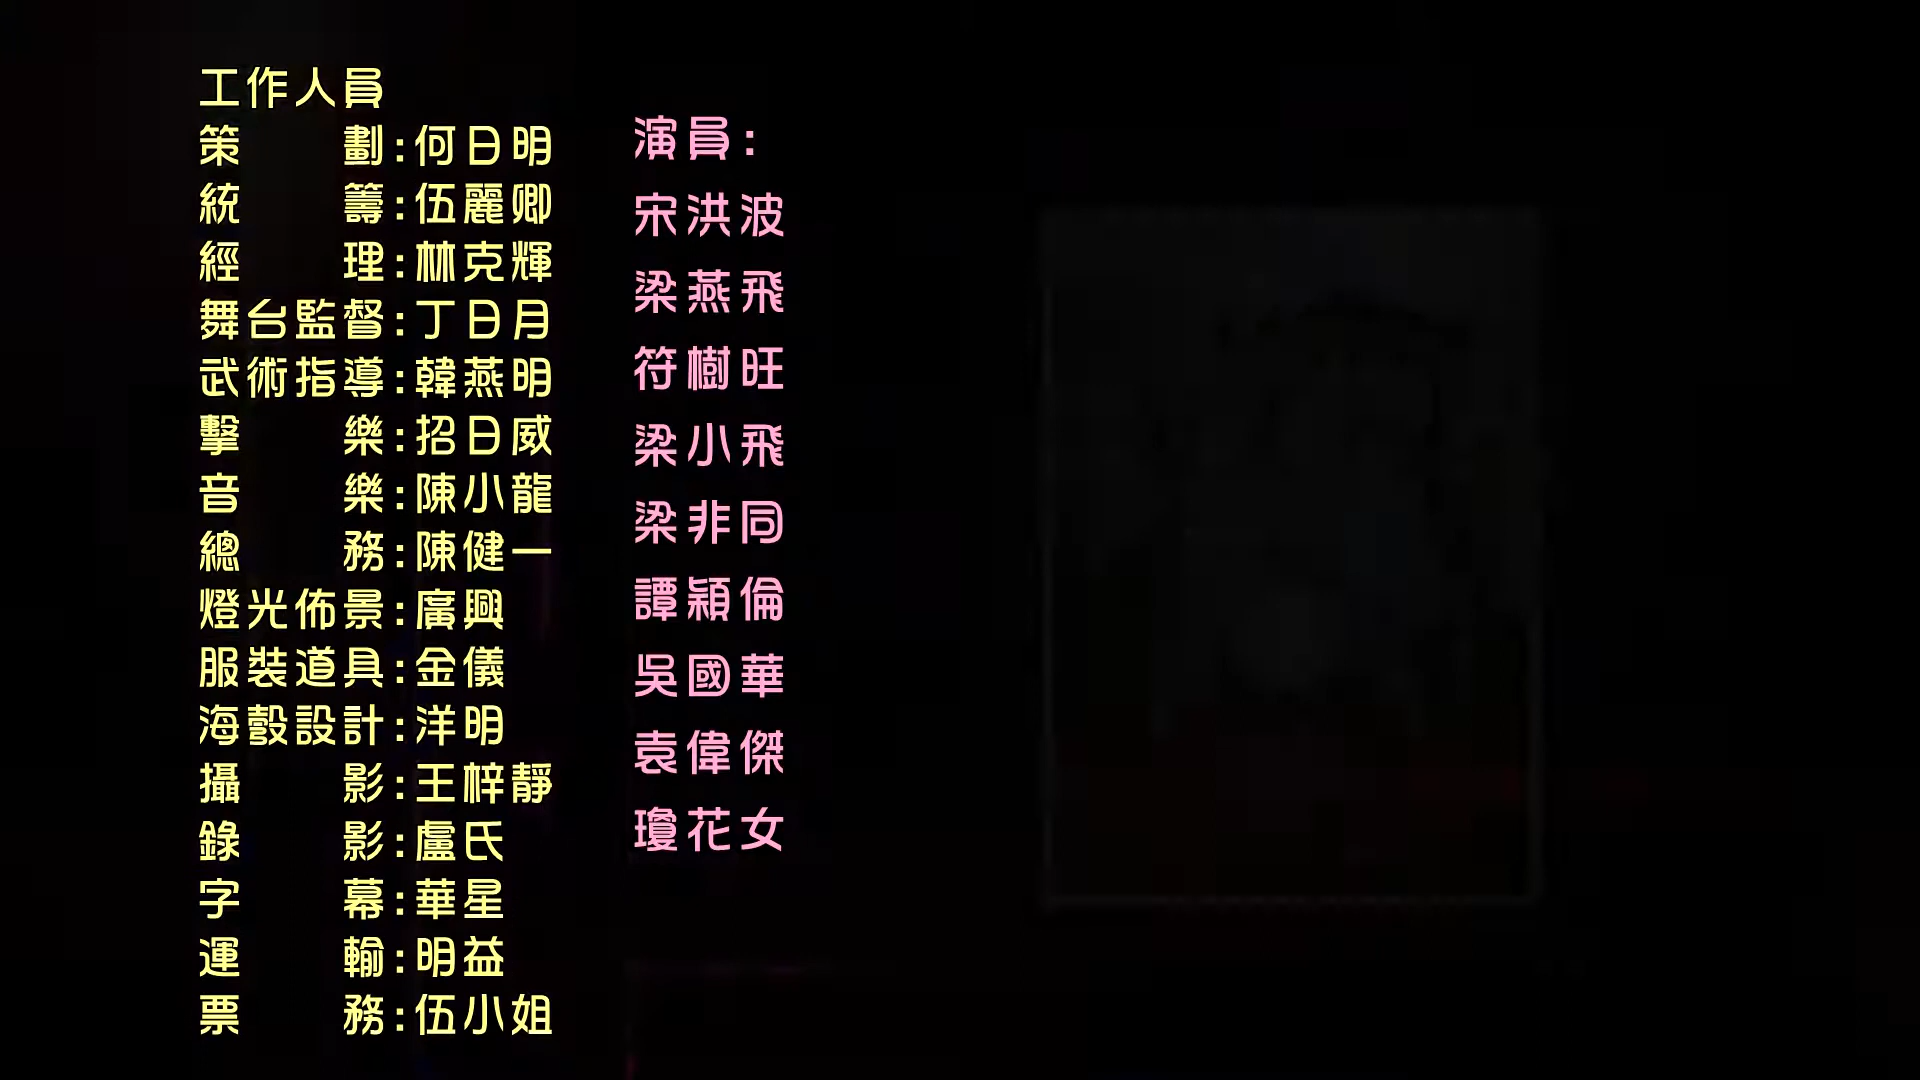 工作人員
策劃:何日明
統籌:伍麗卿
經理:林克輝
舞台監督:丁日月
武術指導:韓燕明
擊樂:招日威
音樂:陳小龍
總務:陳健一
燈光佈景:廣興
服裝道具:金儀
海彀設計:洋明
攝影:王梓靜
錄影:盧氏
字幕:華星
運輸:明益
票務:伍小姐
演員:
宋洪波
梁燕飛
符樹旺
梁小飛
梁非同
譚穎倫
吳國華
袁偉傑
瓊花女